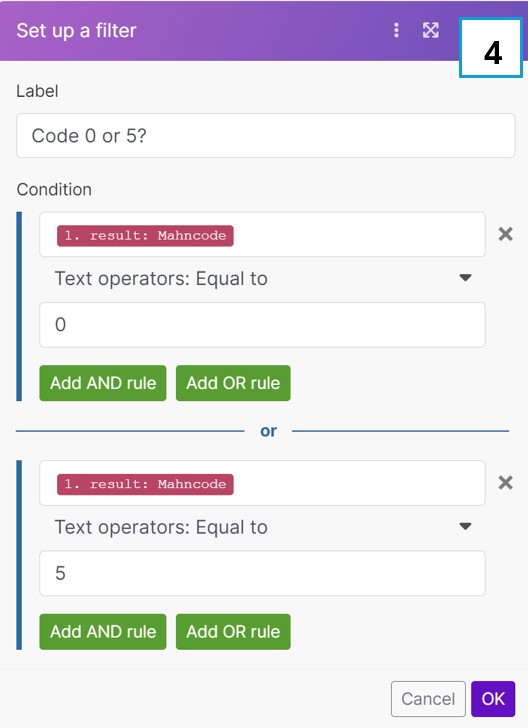 Set up a filter
4
Label
Code 0 or 5?
Condition
1. result: Mahncode
Text operators: Equal to
0
Add AND rule Add OR rule
or
1. result: Mahncode
Text operators: Equal to
5
Add AND rule Add OR rule
Cancel OK